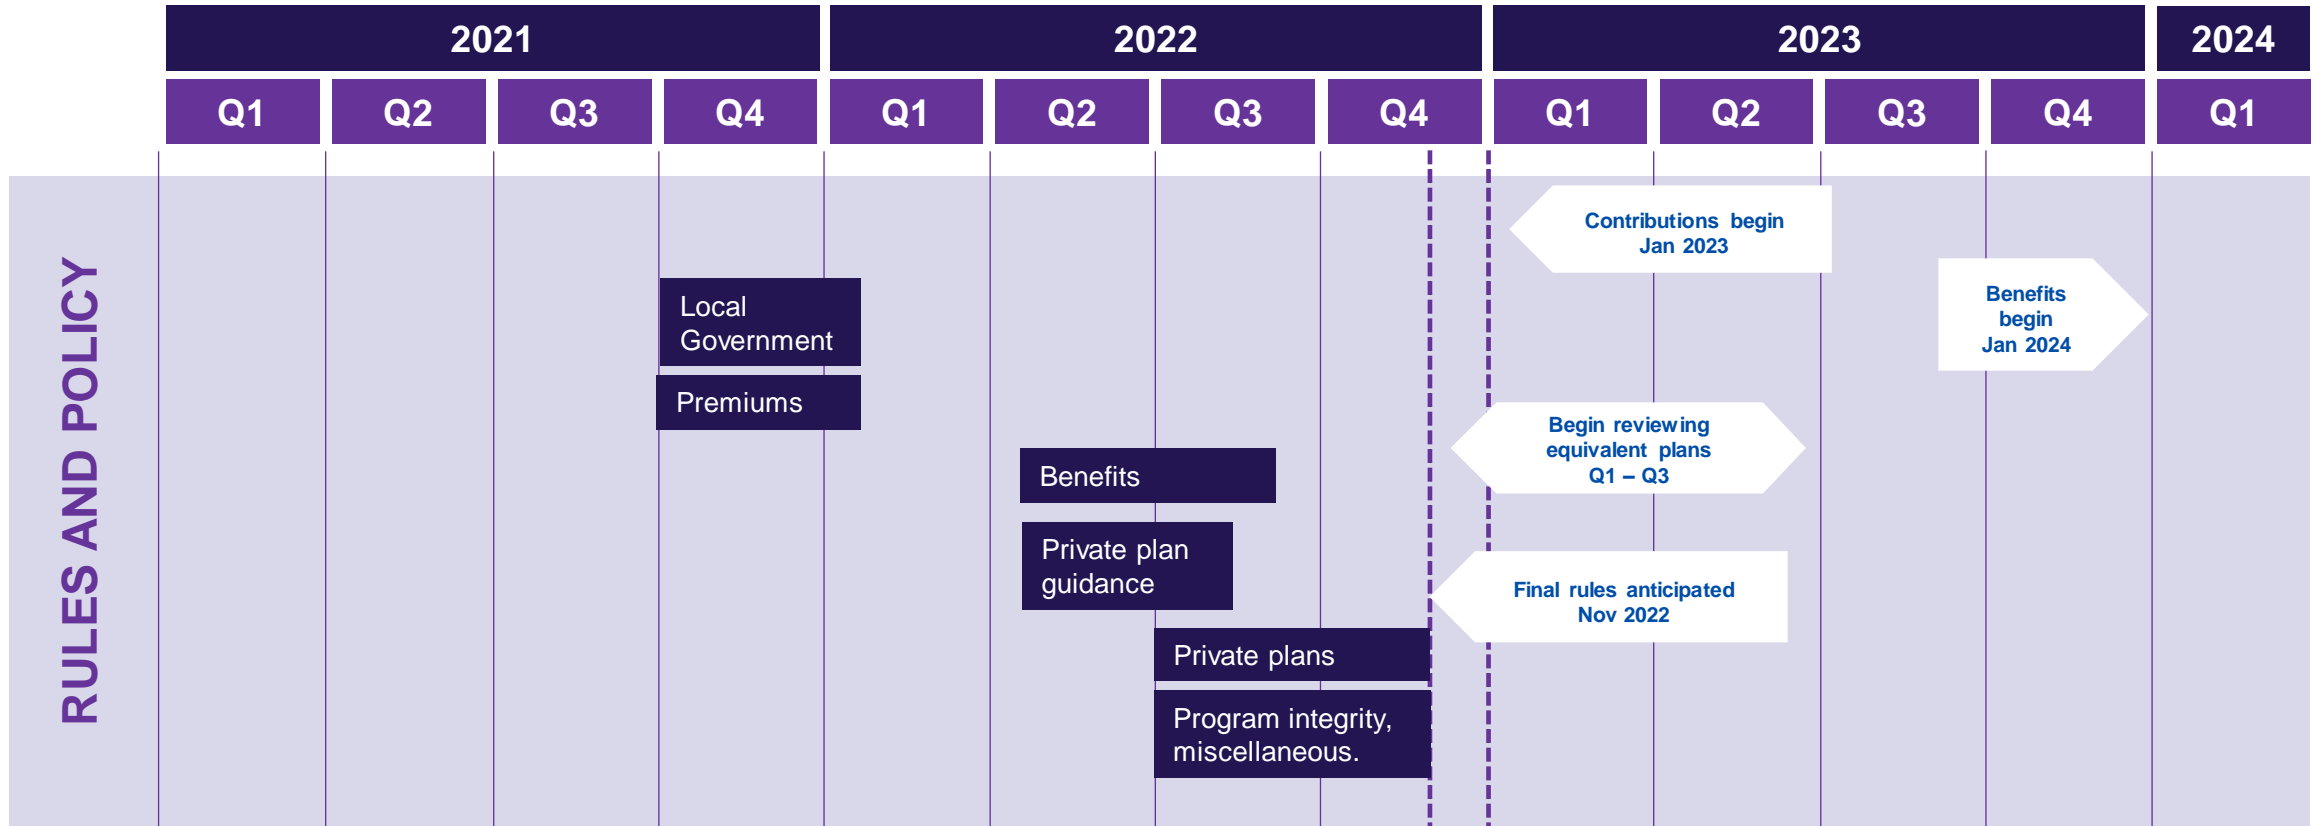 2021
2022
2023
2024
Q1
Q2
Q3
Q4
Q1
Q2
Q3
Q4
Q1
Q2
Q3
Q4
Q1
RULES AND POLICY
Contributions begin
Jan 2023
Local
Government
Benefits
begin
Jan 2024
Premiums
Begin reviewing
equivalent plans
Q1 – Q3
Benefits
Private plan
guidance
Final rules anticipated
Nov 2022
Private plans
Program integrity,
miscellaneous.